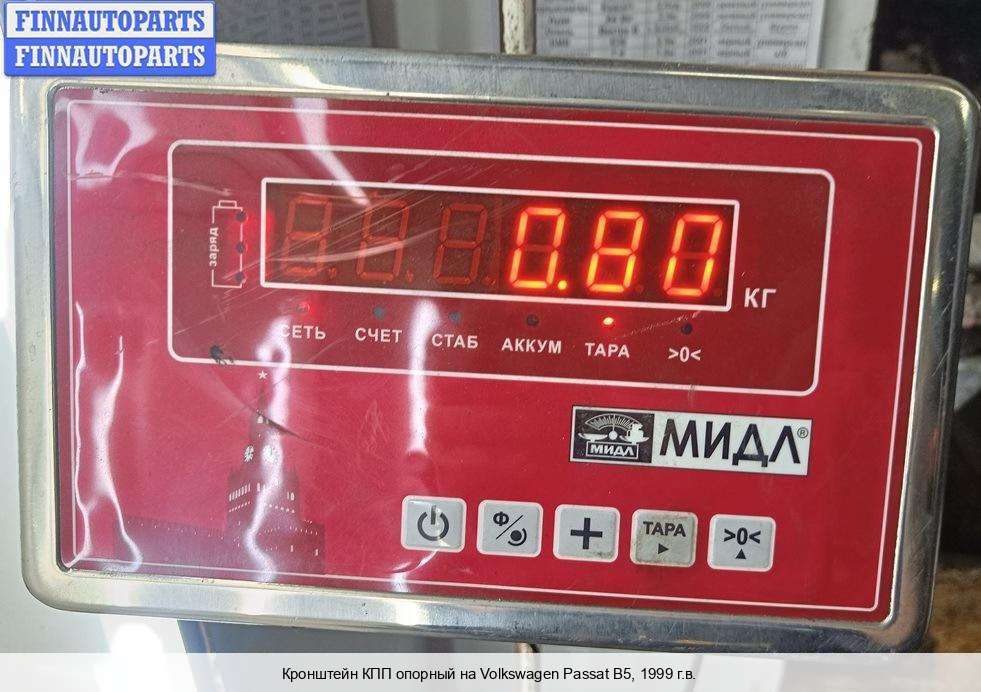 FINNAUTOPARTS
FINNAUTOPARTS
заряд
0.80
КГ
СЕТЬ СЧЕТ СТАБ АККУМ ТАРА >0<
МИДЛ
МИДЛ®
Ф/
+
ТАРА
>0<
Кронштейн КПП опорный на Volkswagen Passat B5, 1999 г.в.